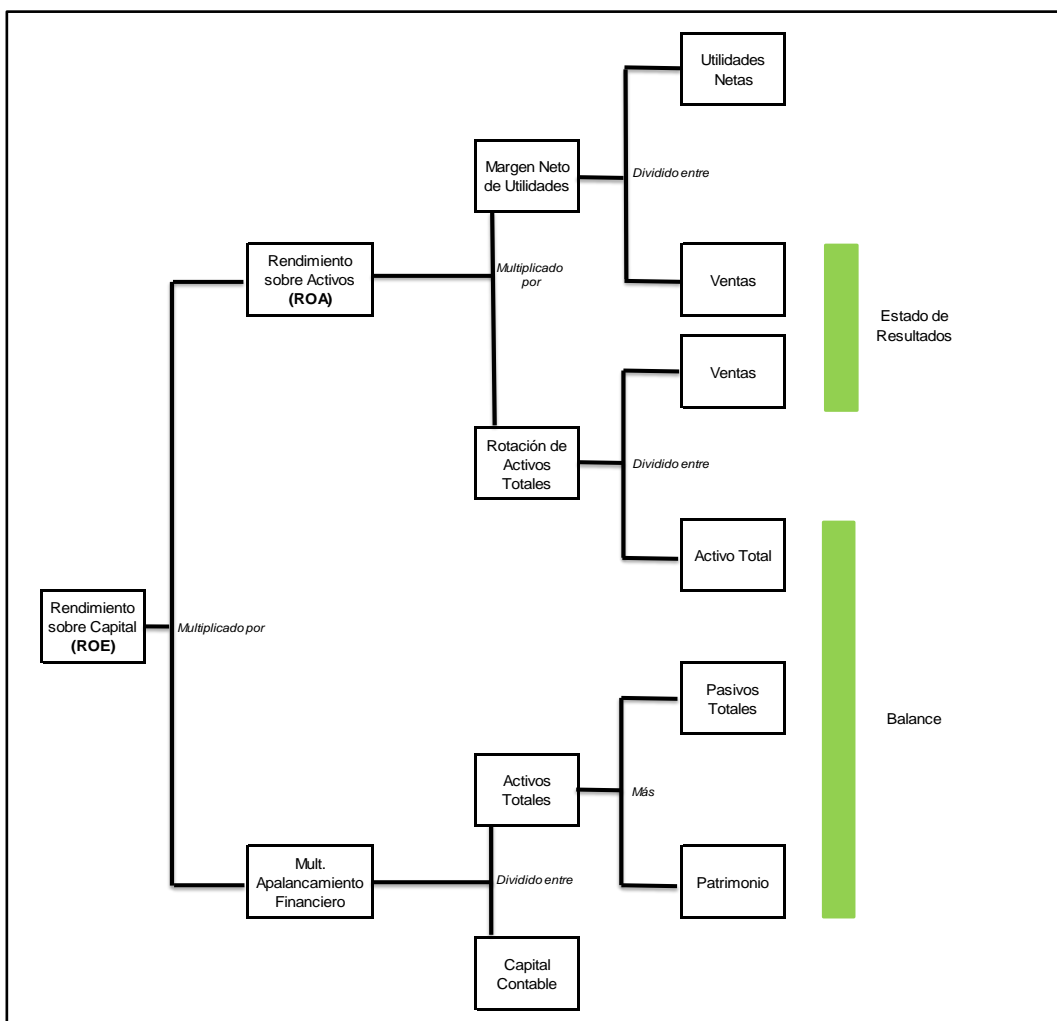 Utilidades
Netas
Margen Neto
de Utilidades
Dividido entre
Rendimiento
sobre Activos
(ROA)
Multiplicado
por
Ventas
Estado de
Resultados
Ventas
Rotación de
Activos
Totales
Dividido entre
Activo Total
Rendimiento
sobre Capital
(ROE)
Multiplicado por
Pasivos
Totales
Balance
Activos
Totales
Más
Mult.
Apalancamiento
Financiero
Dividido entre
Patrimonio
Capital
Contable